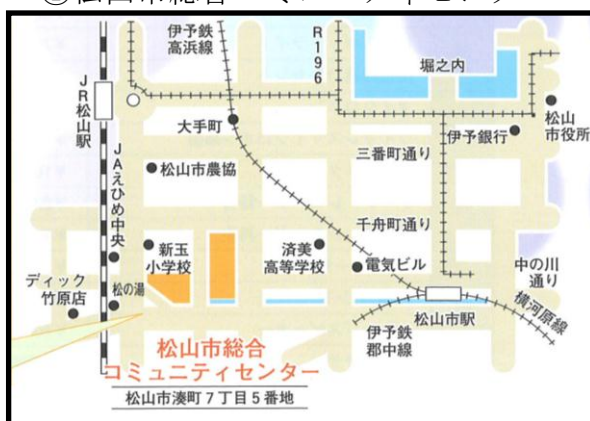 伊予鉄
高浜線
R196
堀之内
JR松山駅
大手町
伊予銀行
松山
市役所
三番町通り
松山市農協
JAえひめ中央
千舟町通り
新玉
小学校
済美
高等学校
電気ビル
中の川
通り
ディック
竹原店
松の湯
松山市駅
横河原線
伊予鉄
郡中線
松山市総合
コミュニティセンター
松山市湊町7丁目5番地